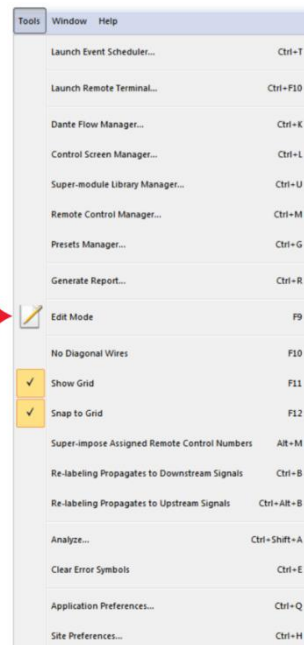 Tools Window Help
Launch Event Scheduler... Ctrl+T
Launch Remote Terminal... Ctrl+F10
Dante Flow Manager... Ctrl+K
Control Screen Manager... Ctrl+L
Super-module Library Manager... Ctrl+U
Remote Control Manager... Ctrl+M
Presets Manager... Ctrl+G
Generate Report... Ctrl+R
Edit Mode F9
No Diagonal Wires F10
Show Grid F11
Snap to Grid F12
Super-impose Assigned Remote Control Numbers Alt+M
Re-labeling Propagates to Downstream Signals Ctrl+B
Re-labeling Propagates to Upstream Signals Ctrl+Alt+B
Analyze... Ctrl+Shift+A
Clear Error Symbols Ctrl+E
Application Preferences... Ctrl+Q
Site Preferences... Ctrl+H